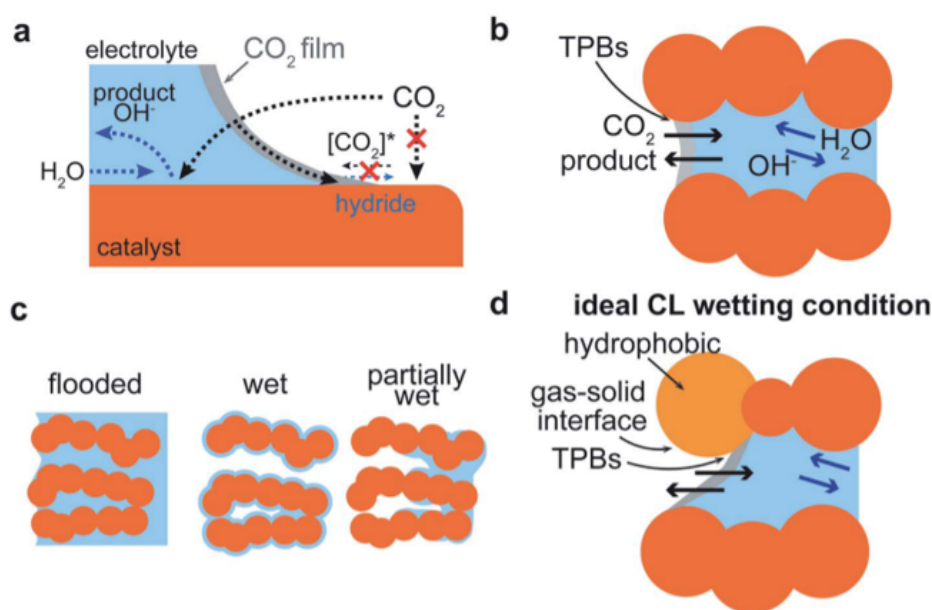 a
electrolyte
CO₂ film
product
OH⁻
CO₂
[CO₂]*
H₂O
hydride
catalyst
b
TPBs
CO₂
product
H₂O
OH⁻
c
flooded
wet
partially
wet
d
ideal CL wetting condition
hydrophobic
gas-solid
interface
TPBs